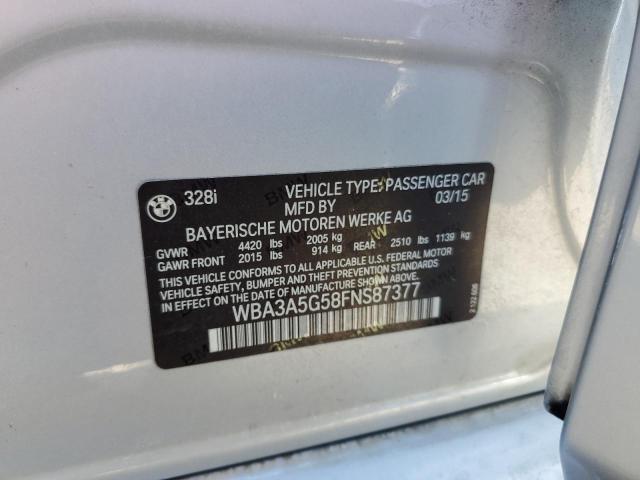 BMW 328i VEHICLE TYPE: PASSENGER CAR
MFD BY 03/15
BAYERISCHE MOTOREN WERKE AG
GVWR 4420 lbs 2005 kg
GAWR FRONT 2015 lbs 914 kg REAR 2510 lbs 1139 kg
THIS VEHICLE CONFORMS TO ALL APPLICABLE U.S. FEDERAL MOTOR
VEHICLE SAFETY, BUMPER, AND THEFT PREVENTION STANDARDS
IN EFFECT ON THE DATE OF MANUFACTURE SHOWN ABOVE.
WBA3A5G58FNS87377